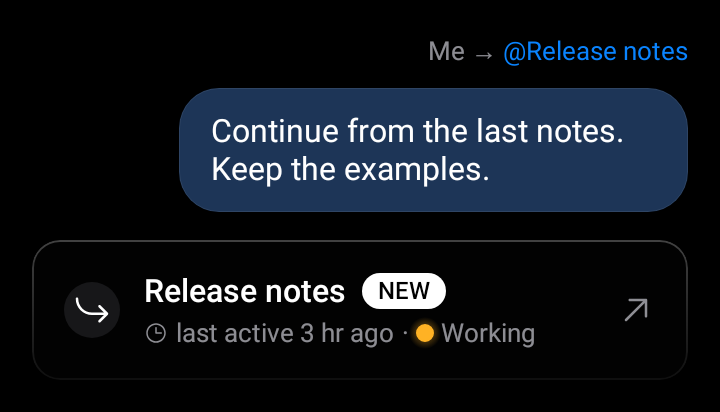 Me → @Release notes
Continue from the last notes.
Keep the examples.
Release notes NEW
last active 3 hr ago · Working